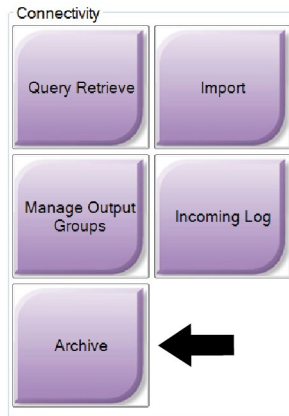 Connectivity
Query Retrieve
Import
Manage Output
Groups
Incoming Log
Archive